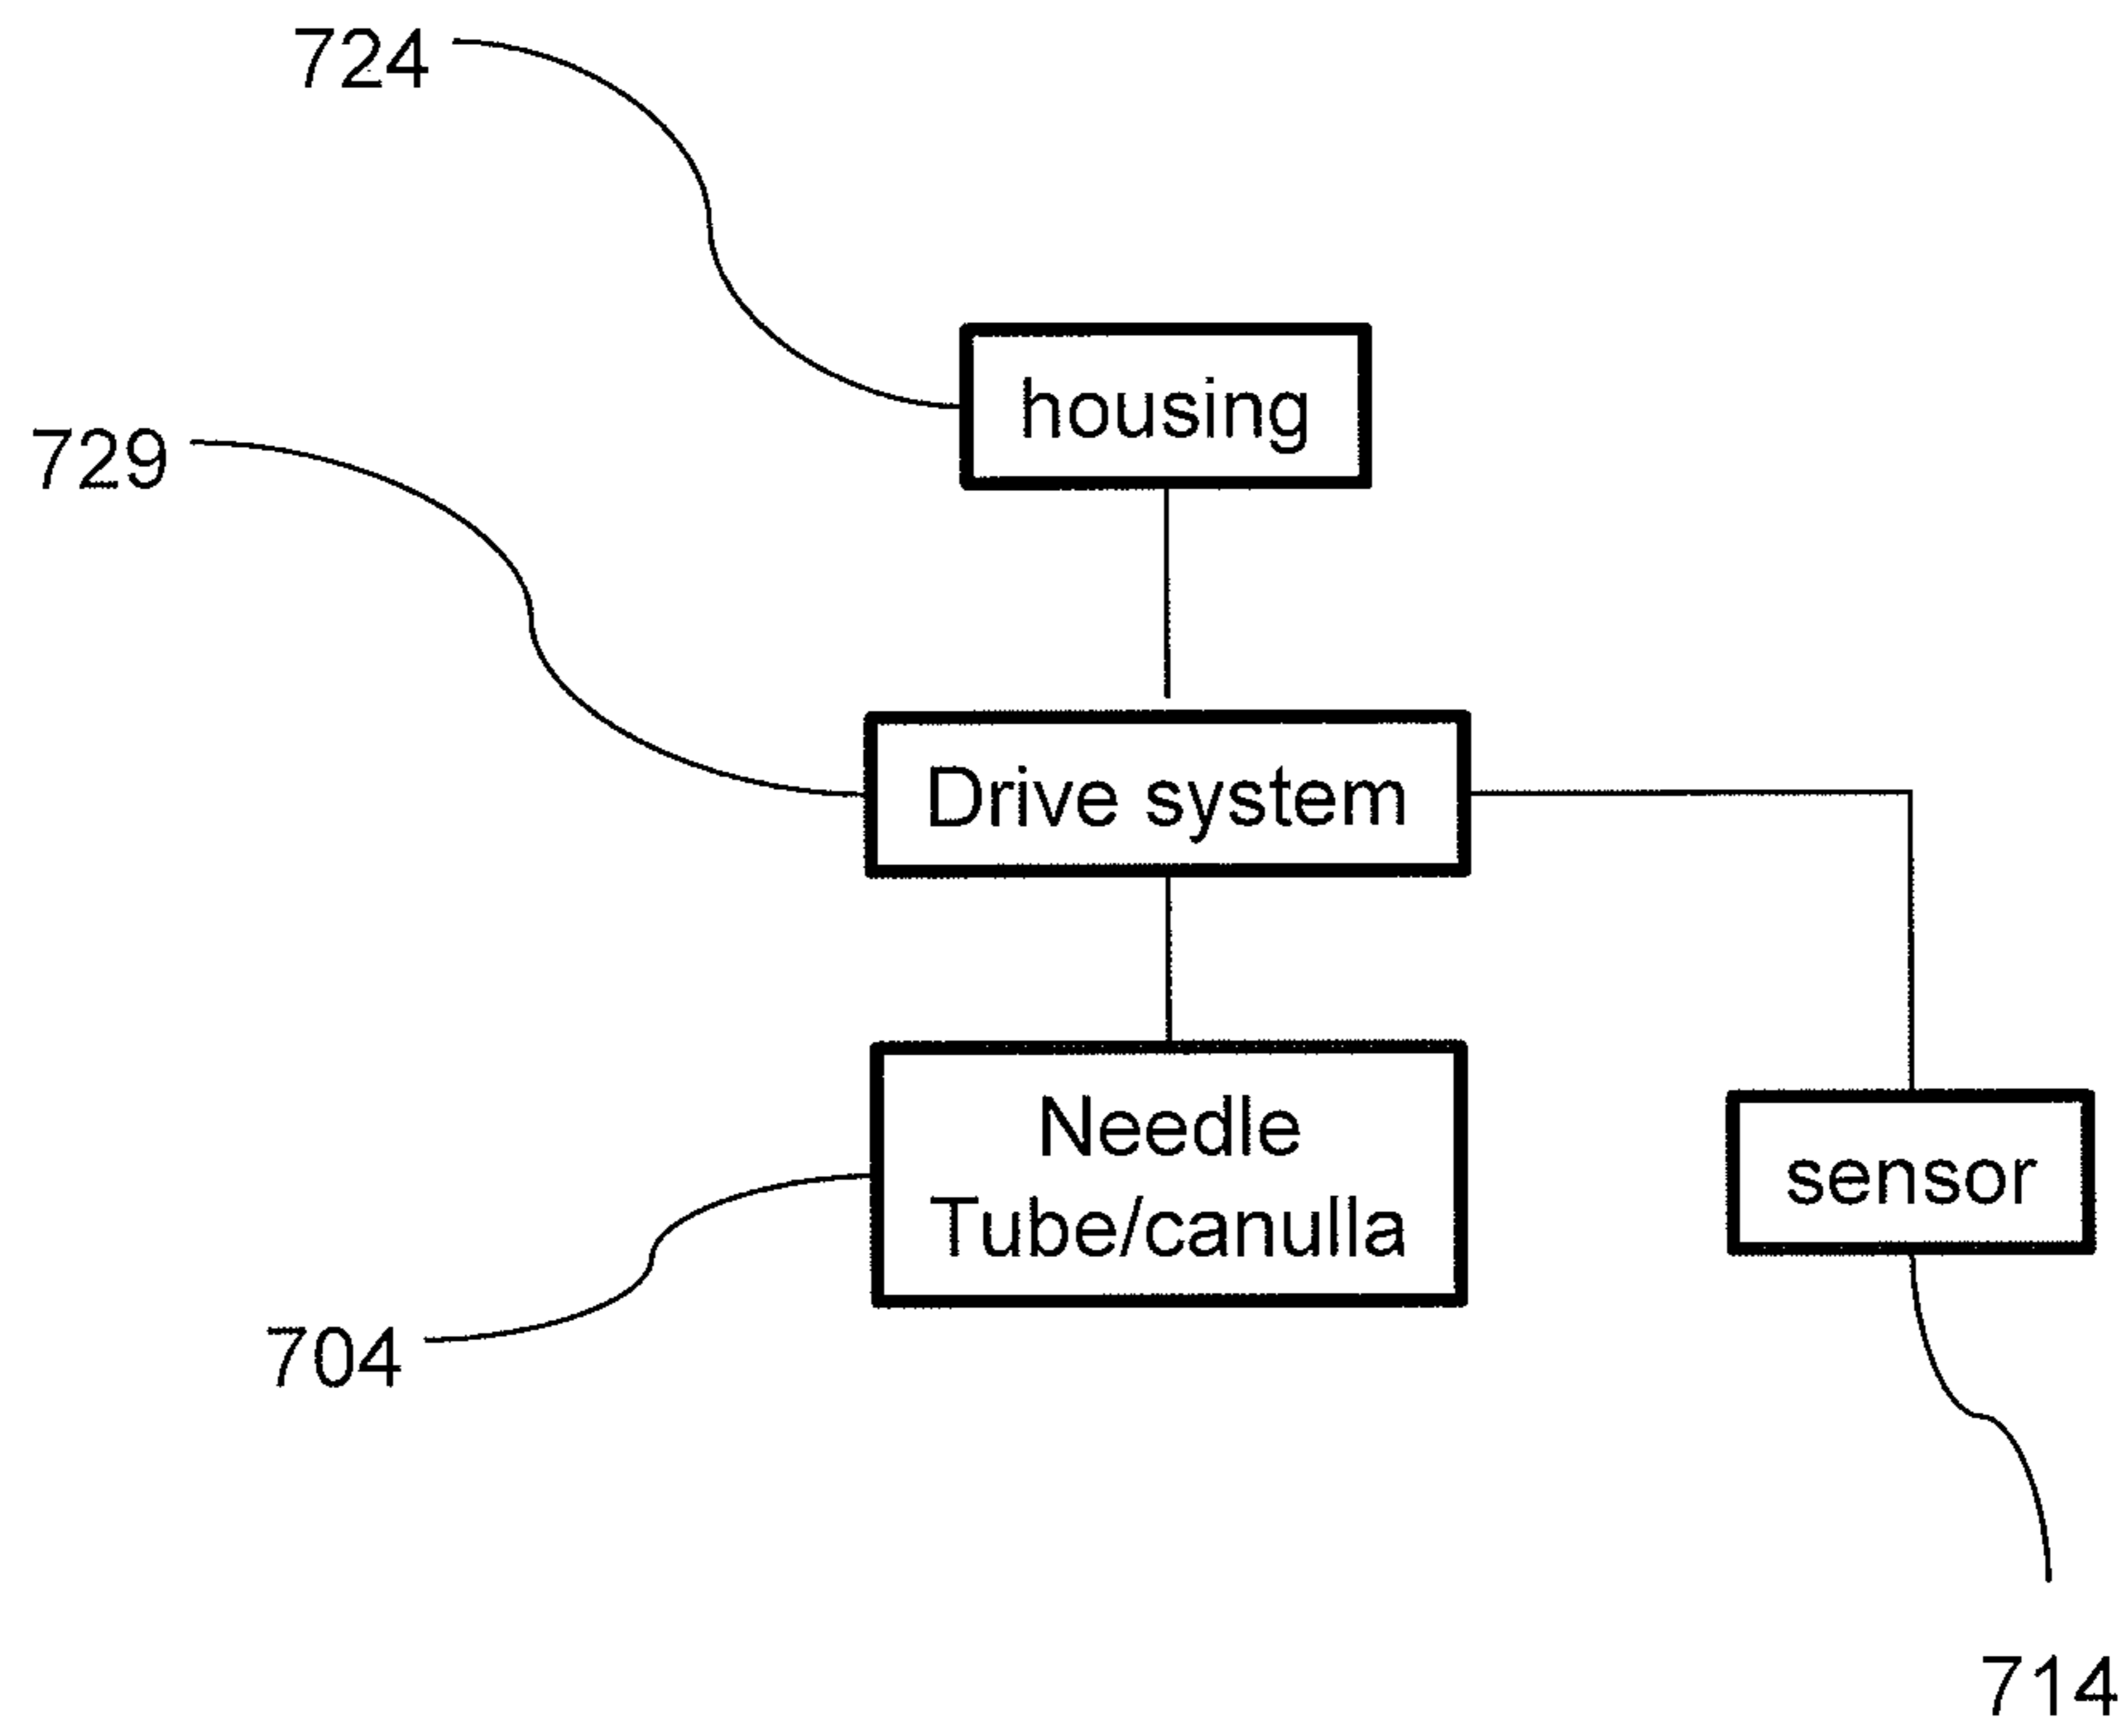 724
housing
729
Drive system
Needle
Tube/canulla
sensor
704
714